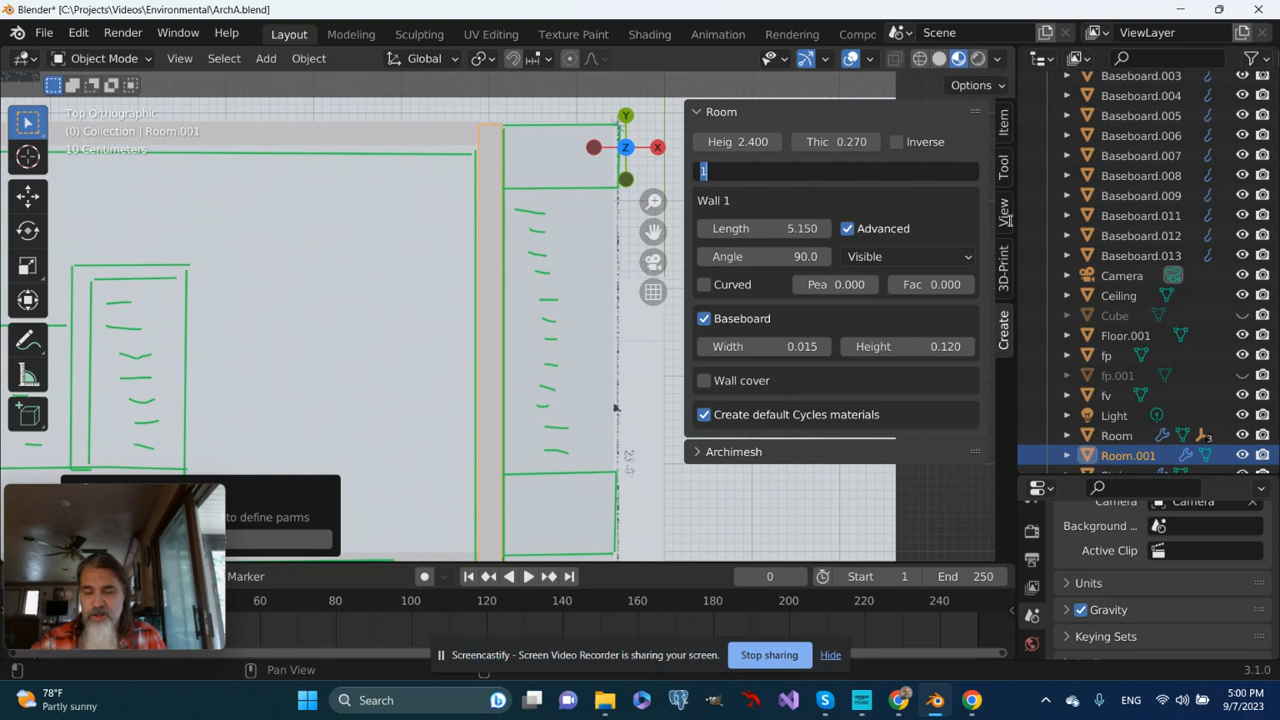 Blender* [C:\Projects\Videos\Environmental\ArchA.blend]
File Edit Render Window Help Layout Modeling Sculpting UV Editing Texture Paint Shading Animation Rendering Compc Scene ViewLayer
Object Mode View Select Add Object Global
Options
Top Orthographic
(0) Collection | Room.001
10 Centimeters
Y
Z
X
Room
Heig 2.400 Thic 0.270 Inverse
1
Wall 1
Length 5.150 Advanced
Angle 90.0 Visible
Curved Pea 0.000 Fac 0.000
Baseboard
Width 0.015 Height 0.120
Wall cover
Create default Cycles materials
Archimesh
Item
Tool
View
3D-Print
Create
Baseboard.003
Baseboard.004
Baseboard.005
Baseboard.006
Baseboard.007
Baseboard.008
Baseboard.009
Baseboard.011
Baseboard.012
Baseboard.013
Camera
Ceiling
Cube
Floor.001
fp
fp.001
fv
Light
Room 3
Room.001
Camera Camera
Background ...
Active Clip
Units
Gravity
Keying Sets
to define parms
Marker 0 Start 1 End 250
60 80 100 120 140 160 180 200 220 240
Screencastify - Screen Video Recorder is sharing your screen. Stop sharing Hide
Pan View 3.1.0
78°F
Partly sunny
Search
ENG
5:00 PM
9/7/2023